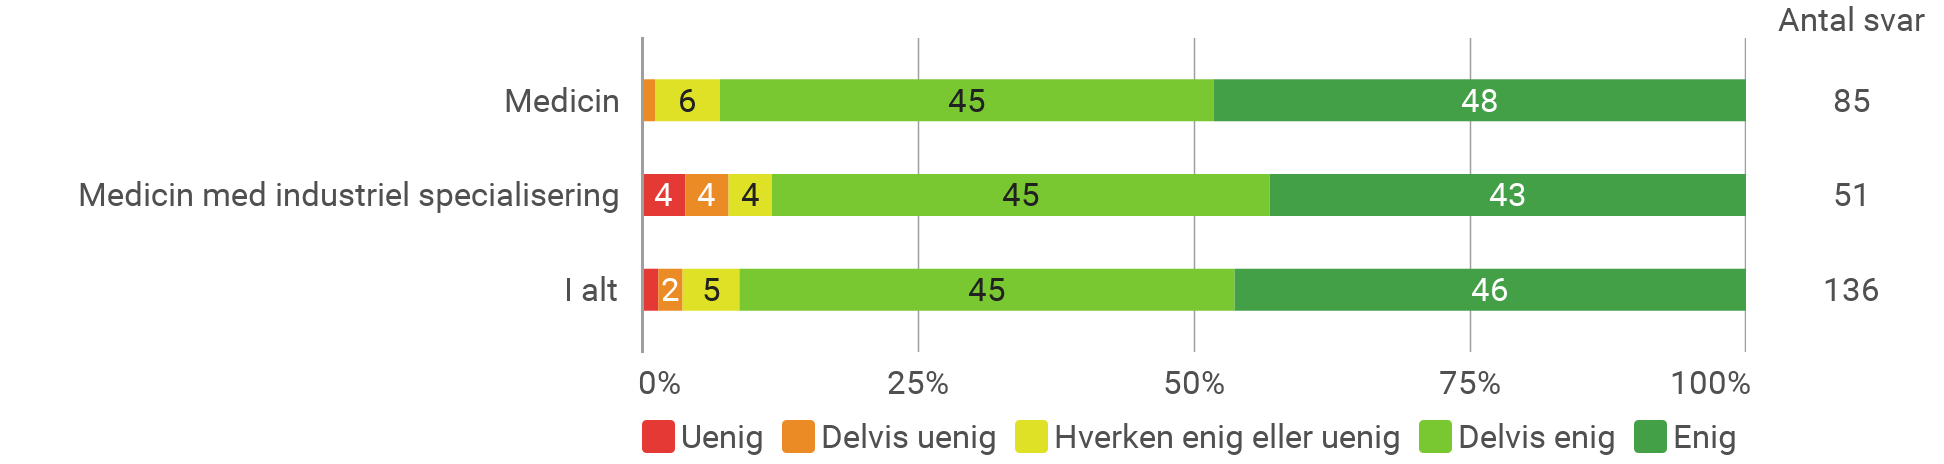 Antal svar
Medicin 6 45 48 85
Medicin med industriel specialisering 4 4 4 45 43 51
I alt 2 5 45 46 136
0% 25% 50% 75% 100%
Uenig Delvis uenig Hverken enig eller uenig Delvis enig Enig